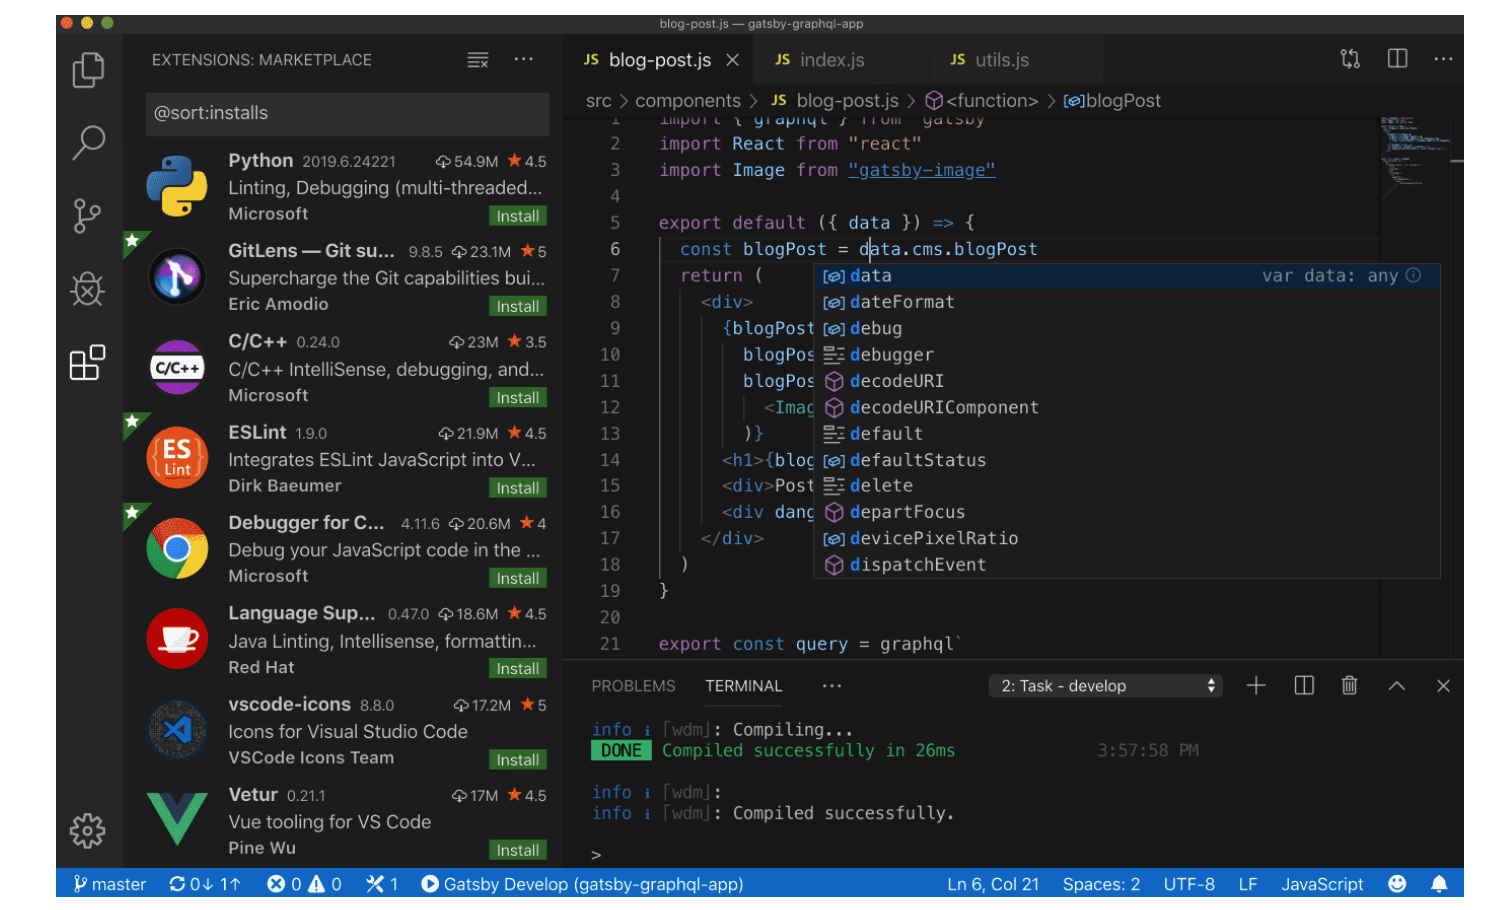 blog-post.js — gatsby-graphql-app
EXTENSIONS: MARKETPLACE
@sort:installs
Python 2019.6.24221 54.9M 4.5
Linting, Debugging (multi-threaded...
Microsoft Install
GitLens — Git su... 9.8.5 23.1M 5
Supercharge the Git capabilities bui...
Eric Amodio Install
C/C++
C/C++ 0.24.0 23M 3.5
C/C++ IntelliSense, debugging, and...
Microsoft Install
ES
Lint
ESLint 1.9.0 21.9M 4.5
Integrates ESLint JavaScript into V...
Dirk Baeumer Install
Debugger for C... 4.11.6 20.6M 4
Debug your JavaScript code in the ...
Microsoft Install
Language Sup... 0.47.0 18.6M 4.5
Java Linting, Intellisense, formattin...
Red Hat Install
vscode-icons 8.8.0 17.2M 5
Icons for Visual Studio Code
VSCode Icons Team Install
Vetur 0.21.1 17M 4.5
Vue tooling for VS Code
Pine Wu Install
JS blog-post.js JS index.js JS utils.js
src > components > JS blog-post.js > <function> > blogPost
1 import { graphql } from "gatsby"
2 import React from "react"
3 import Image from "gatsby-image"
4
5 export default ({ data }) => {
6 const blogPost = data.cms.blogPost
7 return (
8 <div>
9 {blogPost
10 blogPos
11 blogPos
12 <Imag
13 )}
14 <h1>{blog
15 <div>Post
16 <div dang
17 </div>
18 )
19 }
20
21 export const query = graphql`
data var data: any
dateFormat
debug
debugger
decodeURI
decodeURIComponent
default
defaultStatus
delete
departFocus
devicePixelRatio
dispatchEvent
PROBLEMS TERMINAL ... 2: Task - develop
info i ｢wdm｣: Compiling...
DONE Compiled successfully in 26ms 3:57:58 PM
info i ｢wdm｣:
info i ｢wdm｣: Compiled successfully.
>
master 0↓ 1↑ 0 0 1 Gatsby Develop (gatsby-graphql-app) Ln 6, Col 21 Spaces: 2 UTF-8 LF JavaScript